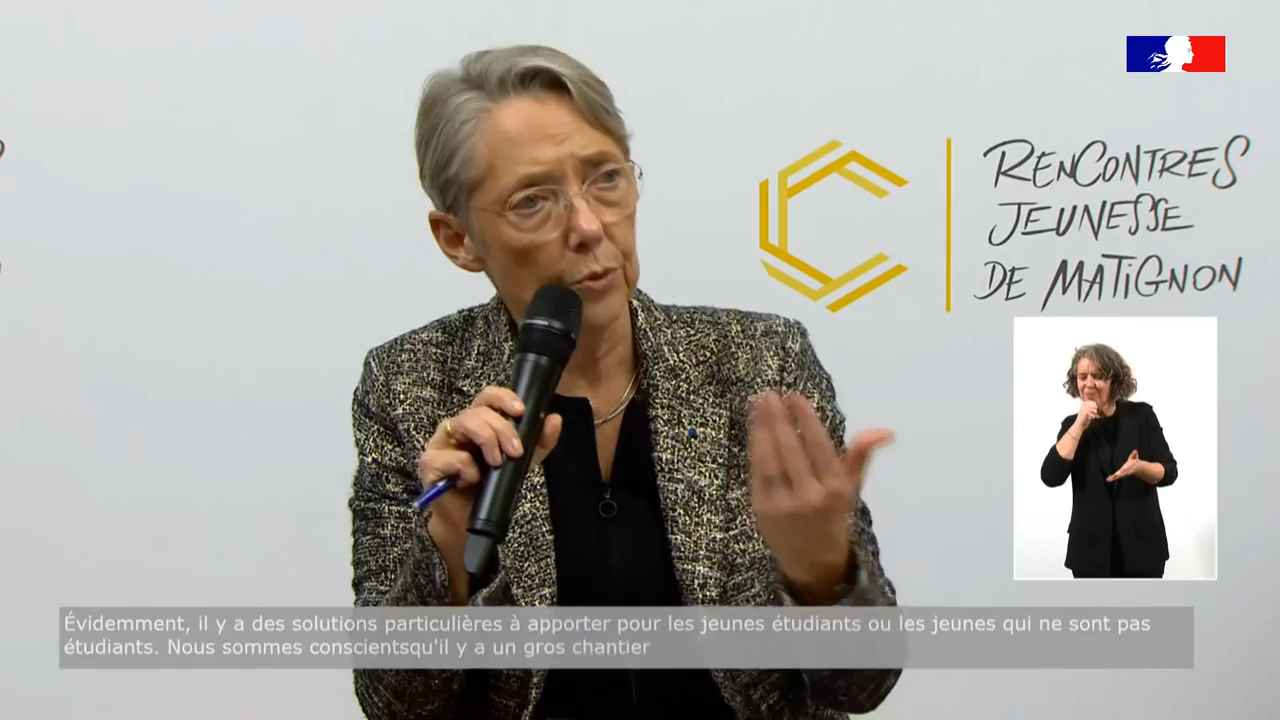 RENCONTRES
JEUNESSE
DE MATIGNON
Évidemment, il y a des solutions particulières à apporter pour les jeunes étudiants ou les jeunes qui ne sont pas
étudiants. Nous sommes conscientsqu'il y a un gros chantier